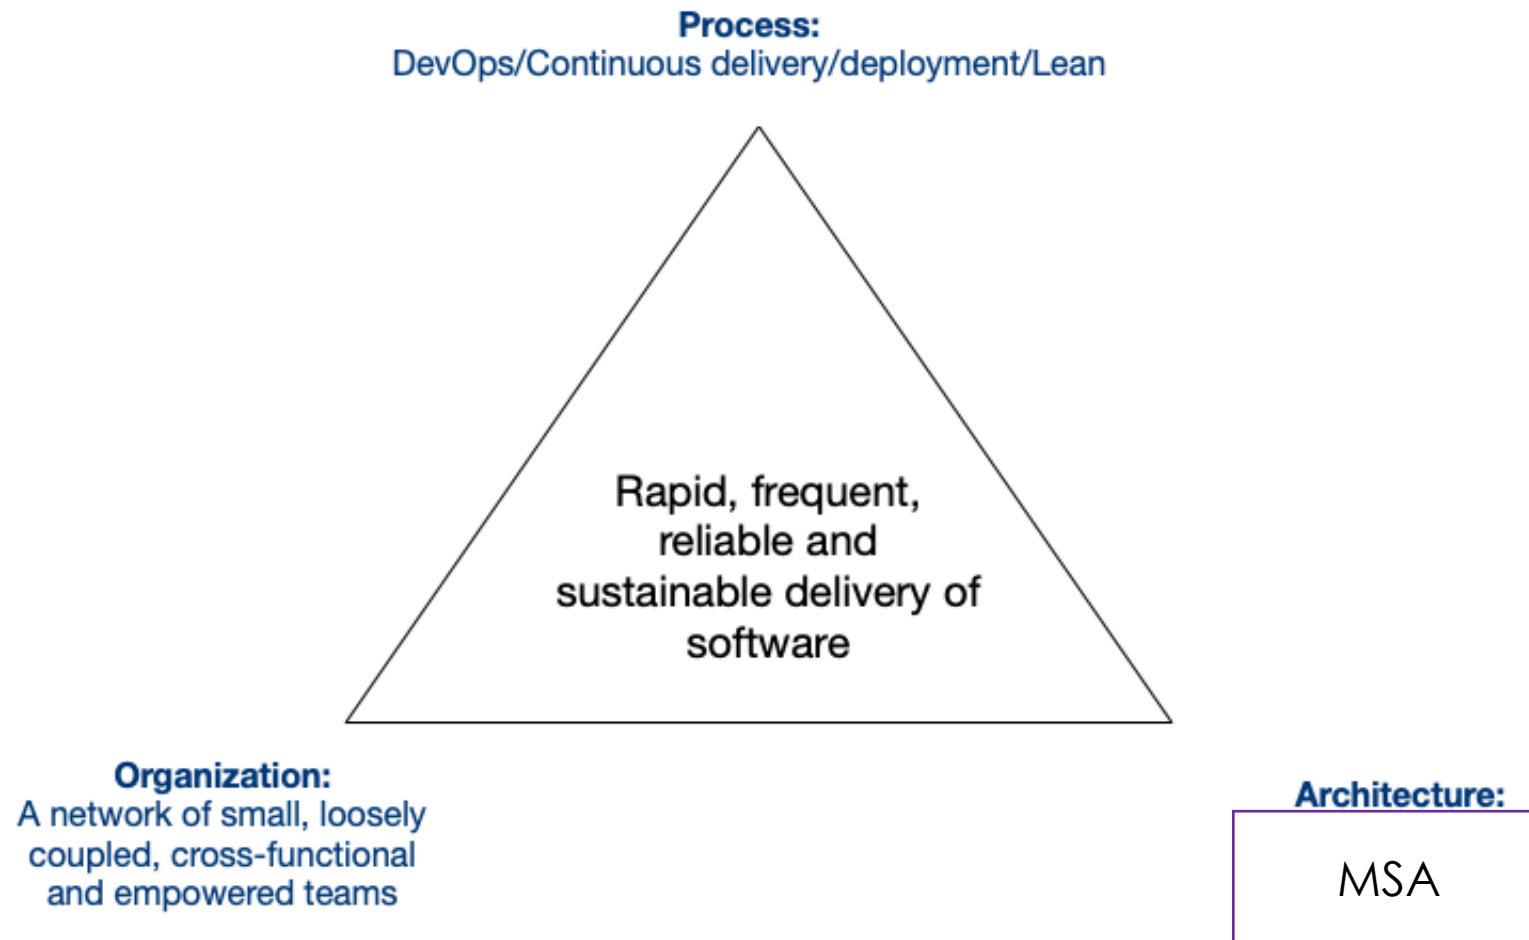 Process:
DevOps/Continuous delivery/deployment/Lean
Rapid, frequent,
reliable and
sustainable delivery of
software
Organization:
A network of small, loosely
coupled, cross-functional
and empowered teams
Architecture:
MSA